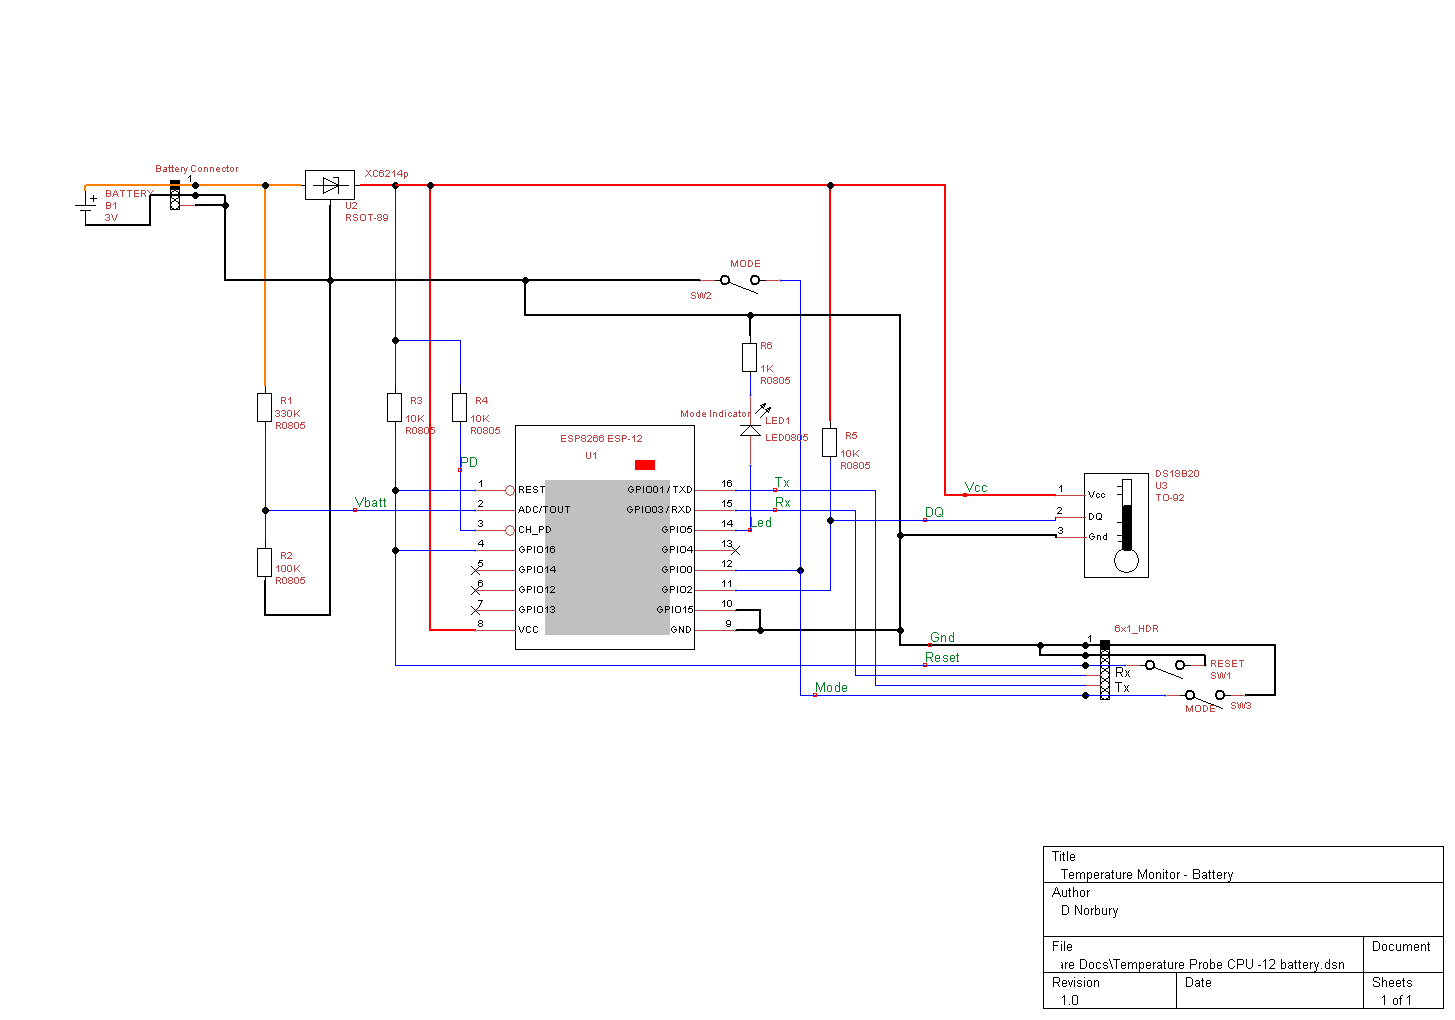 Battery Connector
1
BATTERY
B1
3V
+
XC6214p
U2
RSOT-89
MODE
SW2
R6
1K
R0805
R1
330K
R0805
R3
10K
R0805
R4
10K
R0805
Mode Indicator
LED1
LED0805
R5
10K
R0805
ESP8266 ESP-12
U1
PD
Vbatt
R2
100K
R0805
1 REST
2 ADC/TOUT
3 CH_PD
4 GPIO16
5 GPIO14
6 GPIO12
7 GPIO13
8 VCC
GPIO01/TXD 16 Tx
GPIO03/RXD 15 Rx
GPIO5 14 Led
GPIO4 13
GPIO0 12
GPIO2 11
GPIO15 10
GND 9
Vcc
DQ
DS18B20
U3
TO-92
1 Vcc
2 DQ
3 Gnd
6x1_HDR
1
Gnd
Reset
Mode
Rx
Tx
RESET
SW1
MODE
SW3
Title
Temperature Monitor - Battery
Author
D Norbury
File
are Docs\Temperature Probe CPU -12 battery.dsn
Document
Revision
1.0
Date
Sheets
1 of 1